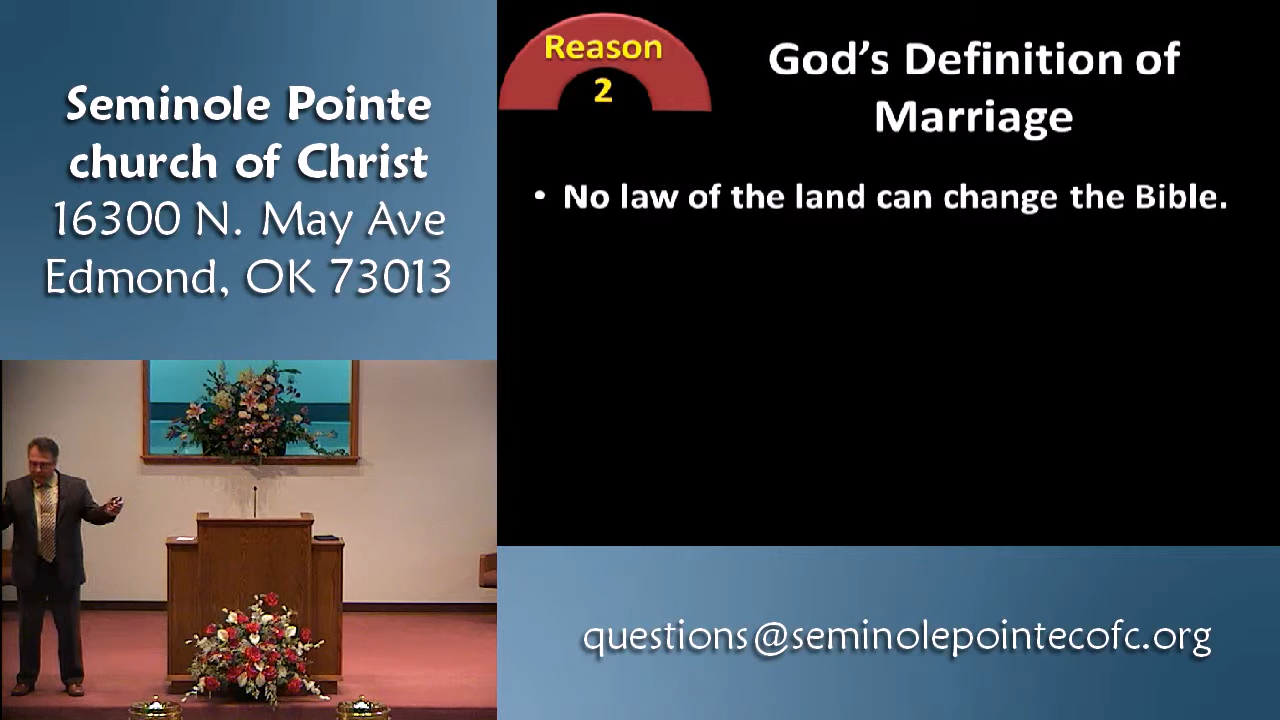 Seminole Pointe
church of Christ
16300 N. May Ave
Edmond, OK 73013
Reason
2
God's Definition of
Marriage
• No law of the land can change the Bible.
questions@seminolepointecofc.org